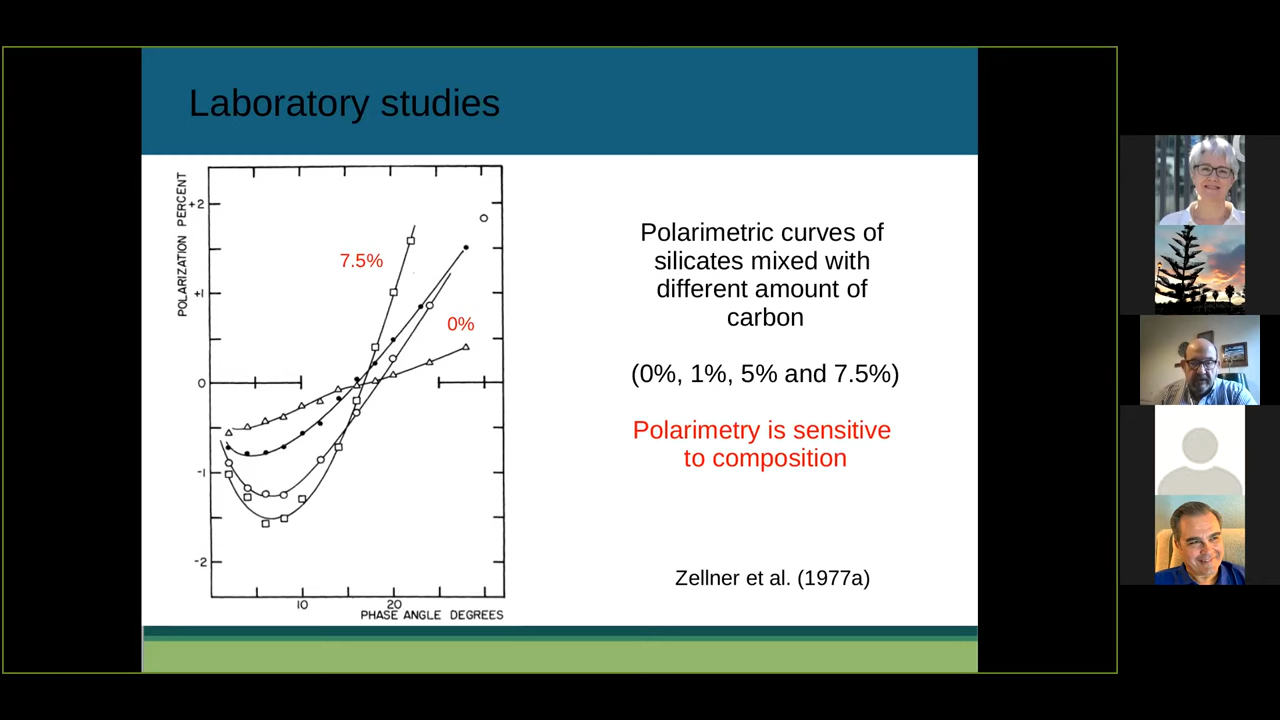 Laboratory studies
POLARIZATION PERCENT
+2
+1
0
-1
-2
10
20
PHASE ANGLE DEGREES
7.5%
0%
Polarimetric curves of
silicates mixed with
different amount of
carbon
(0%, 1%, 5% and 7.5%)
Polarimetry is sensitive
to composition
Zellner et al. (1977a)